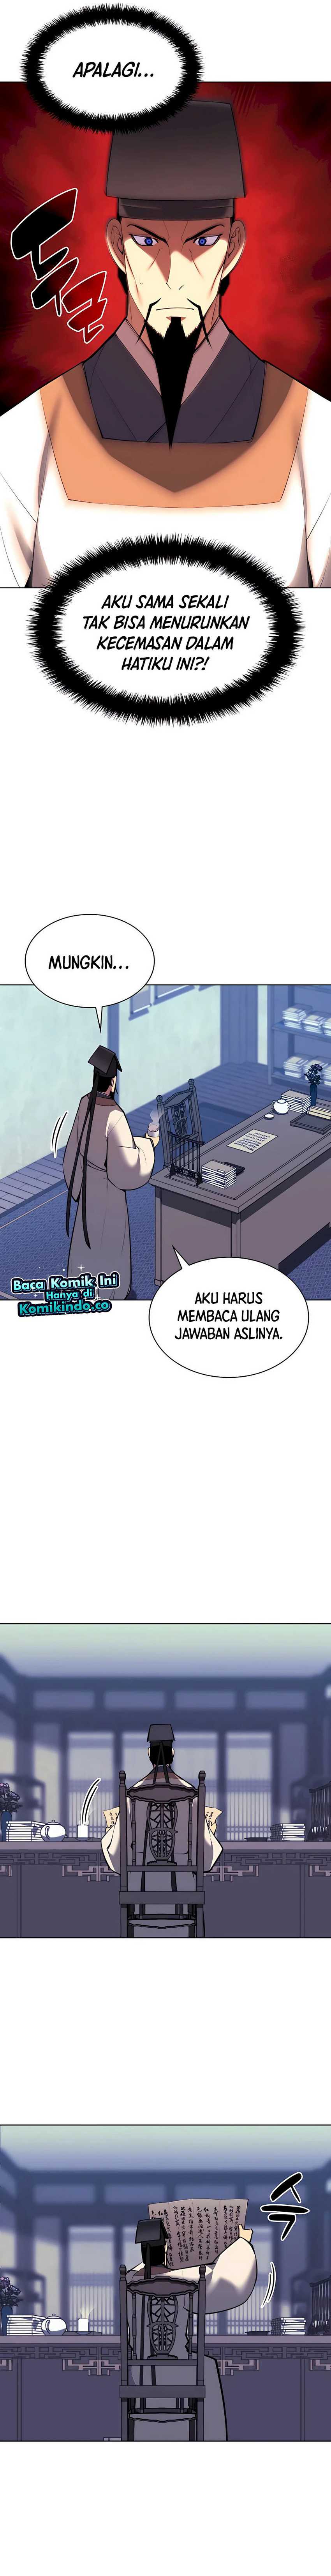 APALAGI...
AKU SAMA SEKALI
TAK BISA MENURUNKAN
KECEMASAN DALAM
HATIKU INI?!
MUNGKIN...
Baca Komik Ini
Hanya di
Komikindo.co
AKU HARUS
MEMBACA ULANG
JAWABAN ASLINYA.